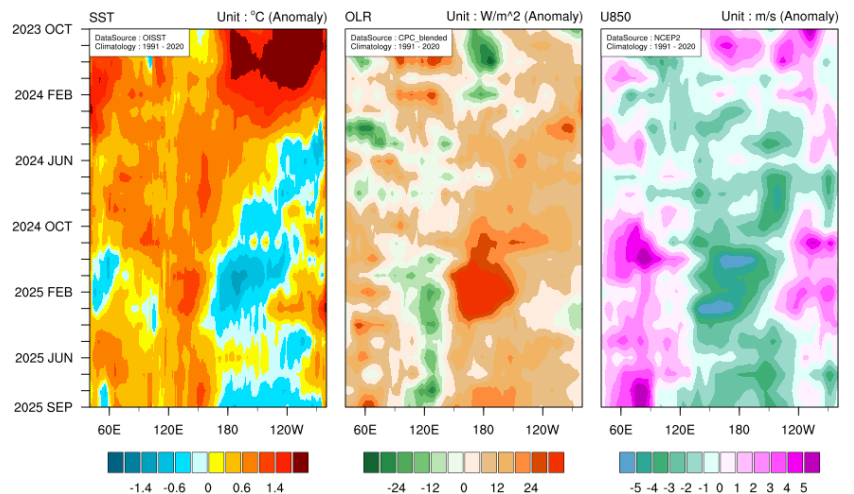 SST Unit : °C (Anomaly)
OLR Unit : W/m^2 (Anomaly)
U850 Unit : m/s (Anomaly)
DataSource : OISST
Climatology : 1991 - 2020
DataSource : CPC_blended
Climatology : 1991 - 2020
DataSource : NCEP2
Climatology : 1991 - 2020
2023 OCT
2024 FEB
2024 JUN
2024 OCT
2025 FEB
2025 JUN
2025 SEP
60E 120E 180 120W
60E 120E 180 120W
60E 120E 180 120W
-1.4 -0.6 0 0.6 1.4
-24 -12 0 12 24
-5 -4 -3 -2 -1 0 1 2 3 4 5